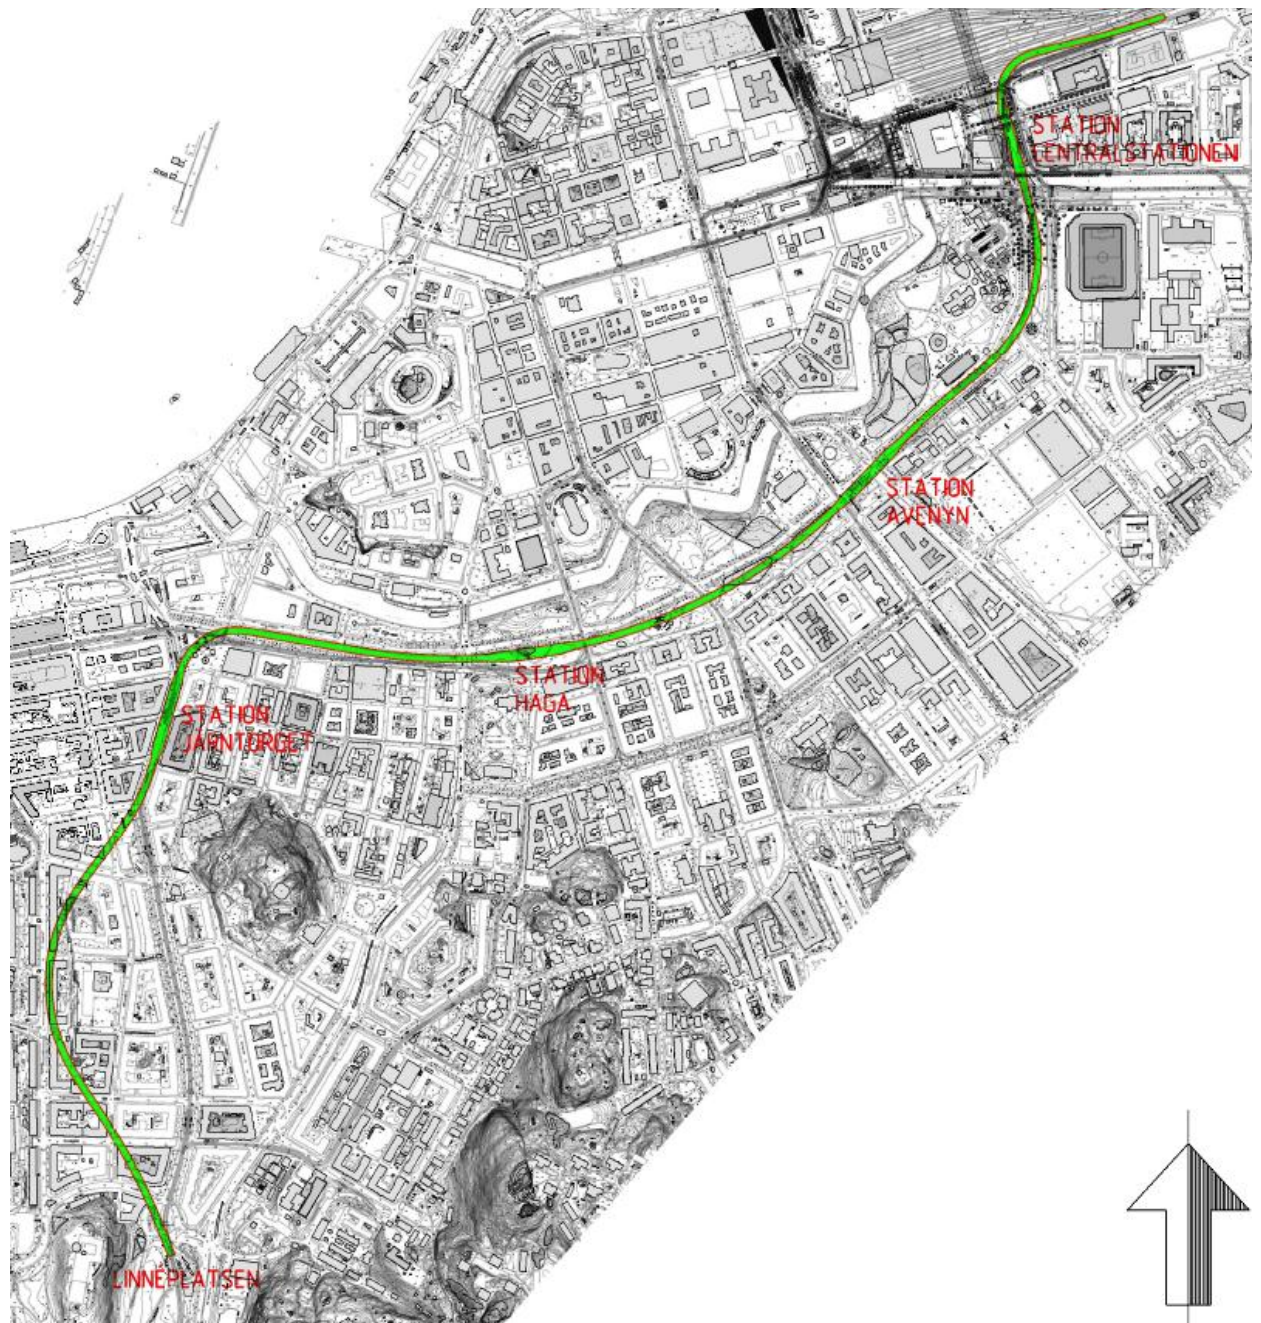 STATION
CENTRALSTATIONEN
STATION
AVENYN
STATION
HAGA
STATION
JÄRNTORGET
LINNÉPLATSEN